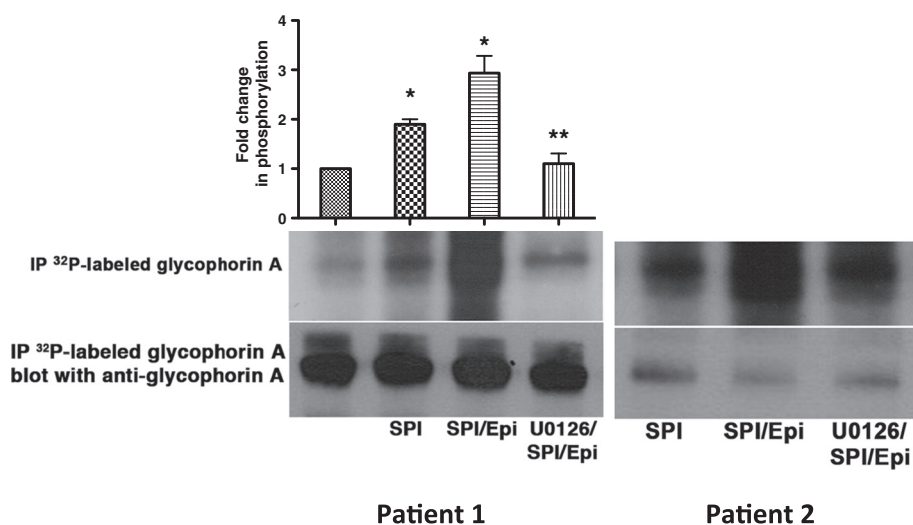 4
3
2
1
0
Fold change
in phosphorylation
*
*
**
IP ³²P-labeled glycophorin A
IP ³²P-labeled glycophorin A
blot with anti-glycophorin A
SPI SPI/Epi U0126/
SPI/Epi
SPI SPI/Epi U0126/
SPI/Epi
Patient 1
Patient 2